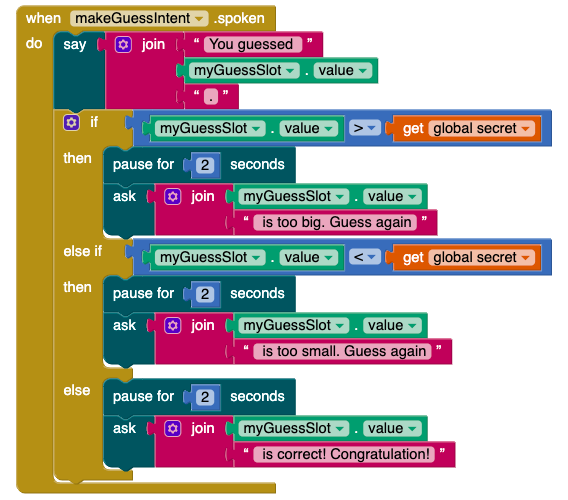 when makeGuessIntent .spoken
do say join “ You guessed ”
myGuessSlot . value
“ . ”
if myGuessSlot . value > get global secret
then pause for 2 seconds
ask join myGuessSlot . value
“ is too big. Guess again ”
else if myGuessSlot . value < get global secret
then pause for 2 seconds
ask join myGuessSlot . value
“ is too small. Guess again ”
else pause for 2 seconds
ask join myGuessSlot . value
“ is correct! Congratulation! ”